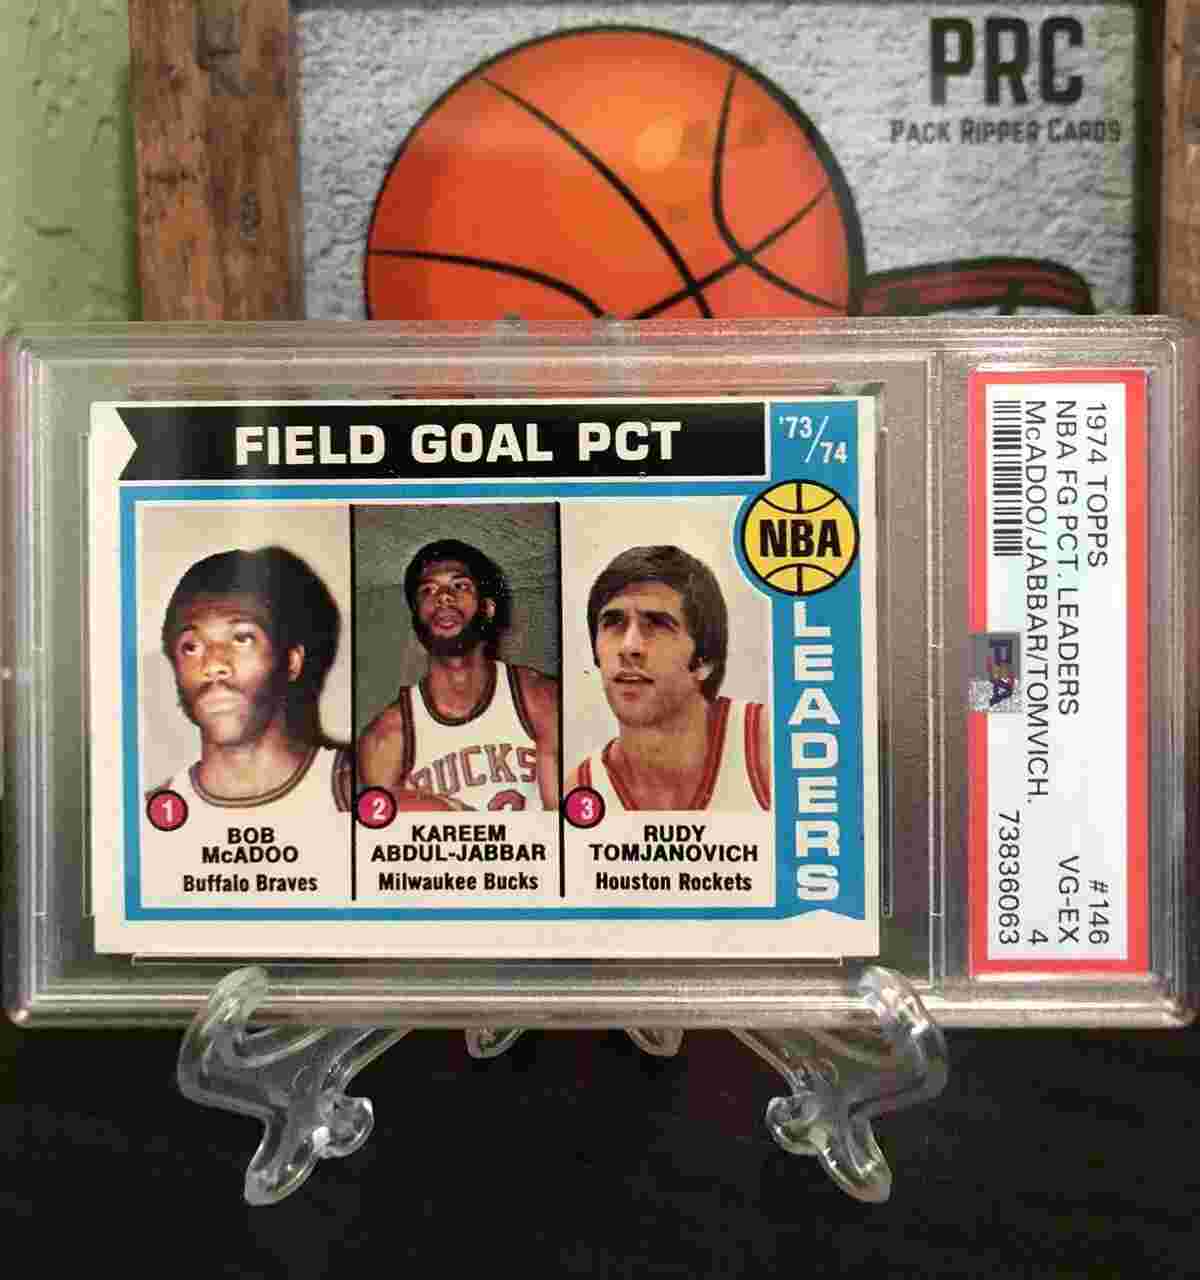 PRC
PACK RIPPER CARDS
FIELD GOAL PCT
'73/74
NBA
LEADERS
BUCKS
1
BOB
McADOO
Buffalo Braves
2
KAREEM
ABDUL-JABBAR
Milwaukee Bucks
3
RUDY
TOMJANOVICH
Houston Rockets
1974 TOPPS #146
NBA FG PCT. LEADERS VG-EX
McADOO/JABBAR/TOMVICH. 4
73836063
PSA